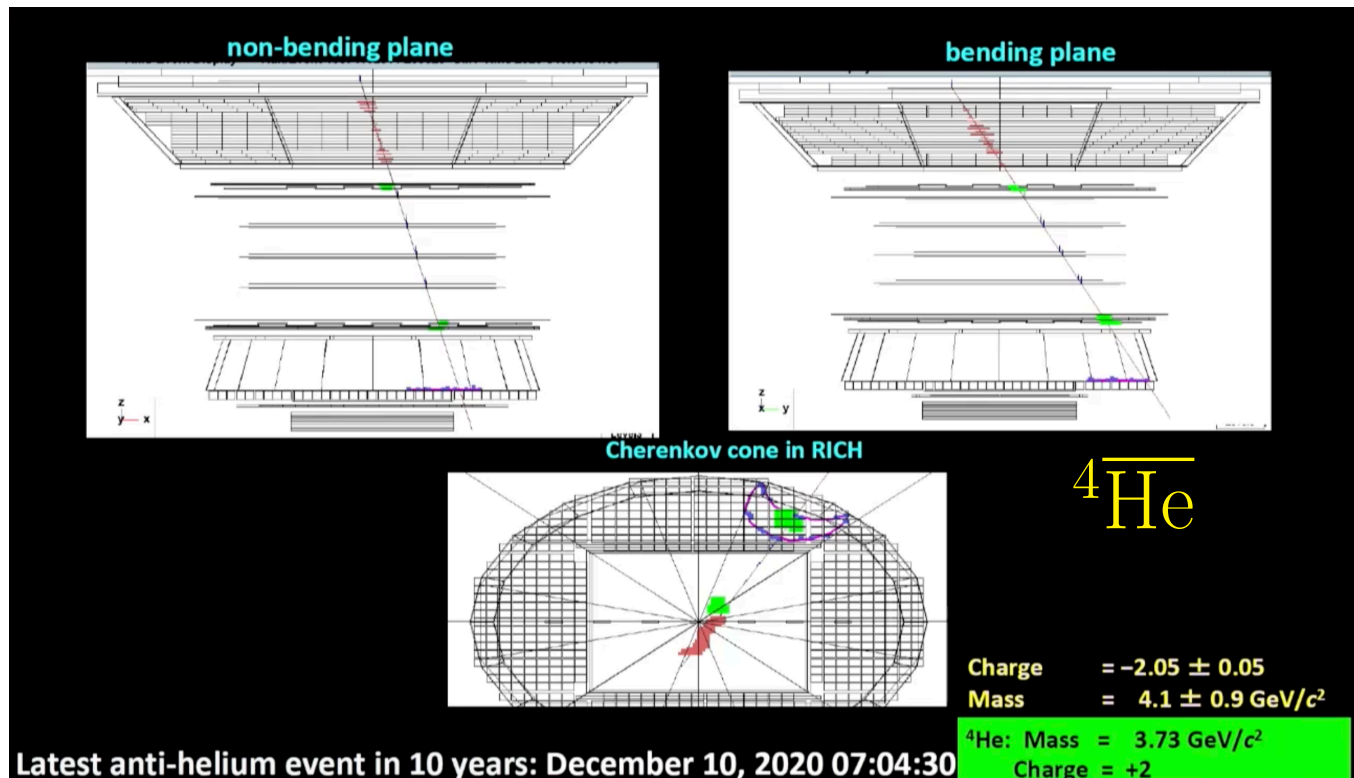 non-bending plane
bending plane
z
y x
z
x y
Cherenkov cone in RICH
⁴H̅e̅
Charge = −2.05 ± 0.05
Mass = 4.1 ± 0.9 GeV/c²
⁴He: Mass = 3.73 GeV/c²
Charge = +2
Latest anti-helium event in 10 years: December 10, 2020 07:04:30